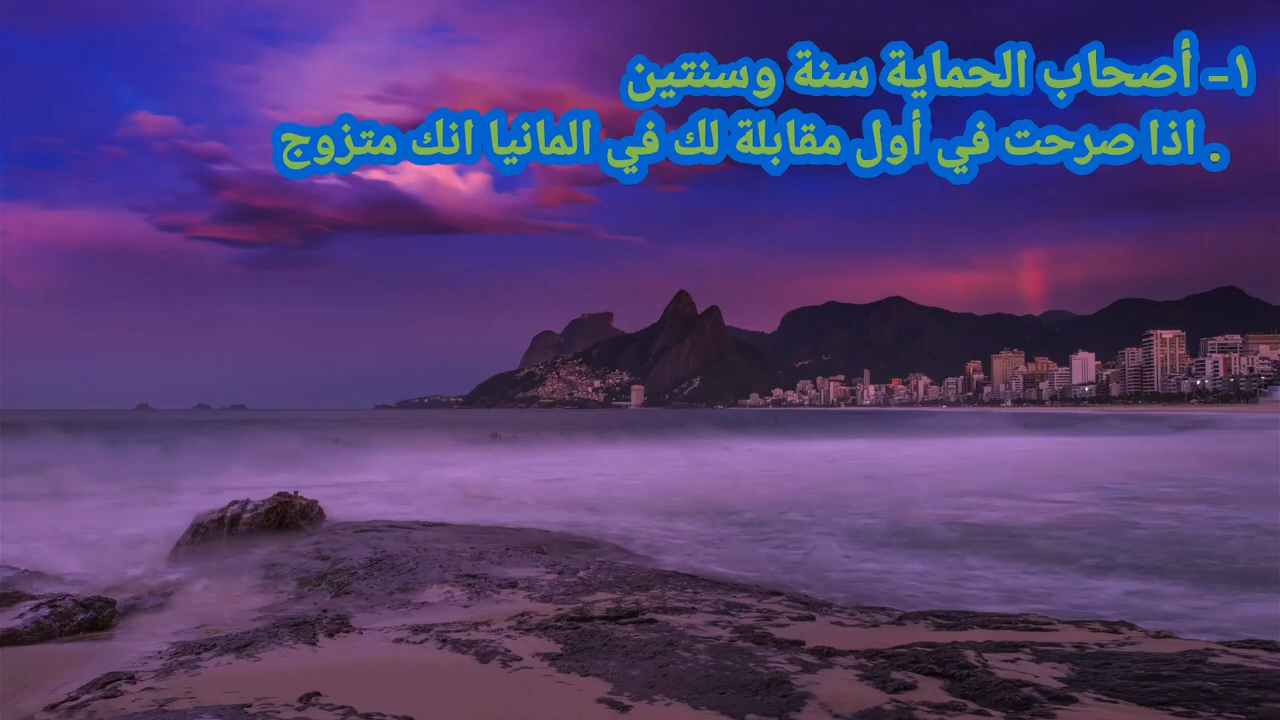 ١- أصحاب الحماية سنة وسنتين
. اذا صرحت في أول مقابلة لك في المانيا انك متزوج